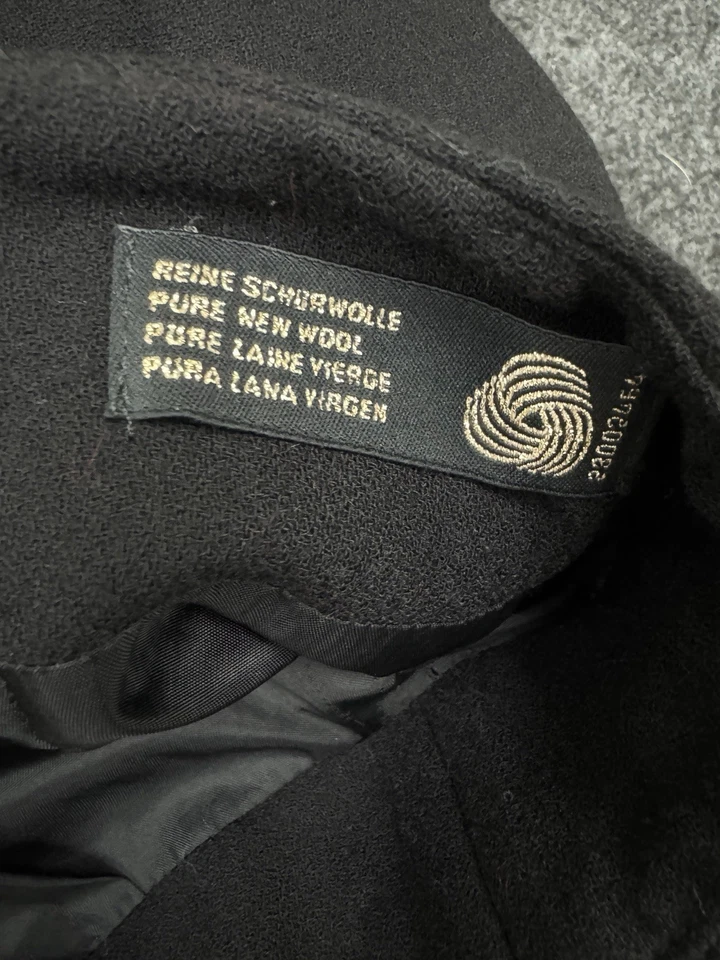 REINE SCHURWOLLE
PURE NEW WOOL
PURE LAINE VIERGE
PURA LANA VIRGEN